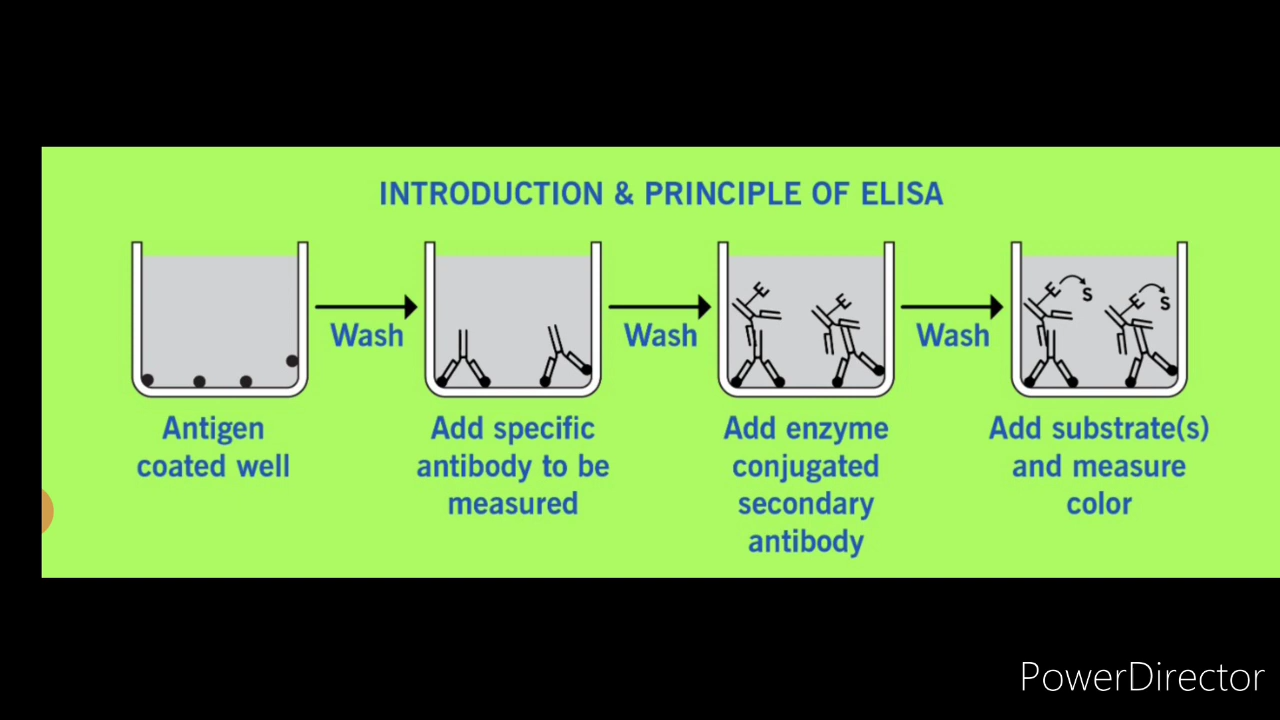 INTRODUCTION & PRINCIPLE OF ELISA
E
E
E S
E S
Wash
Wash
Wash
Antigen
coated well
Add specific
antibody to be
measured
Add enzyme
conjugated
secondary
antibody
Add substrate(s)
and measure
color
PowerDirector